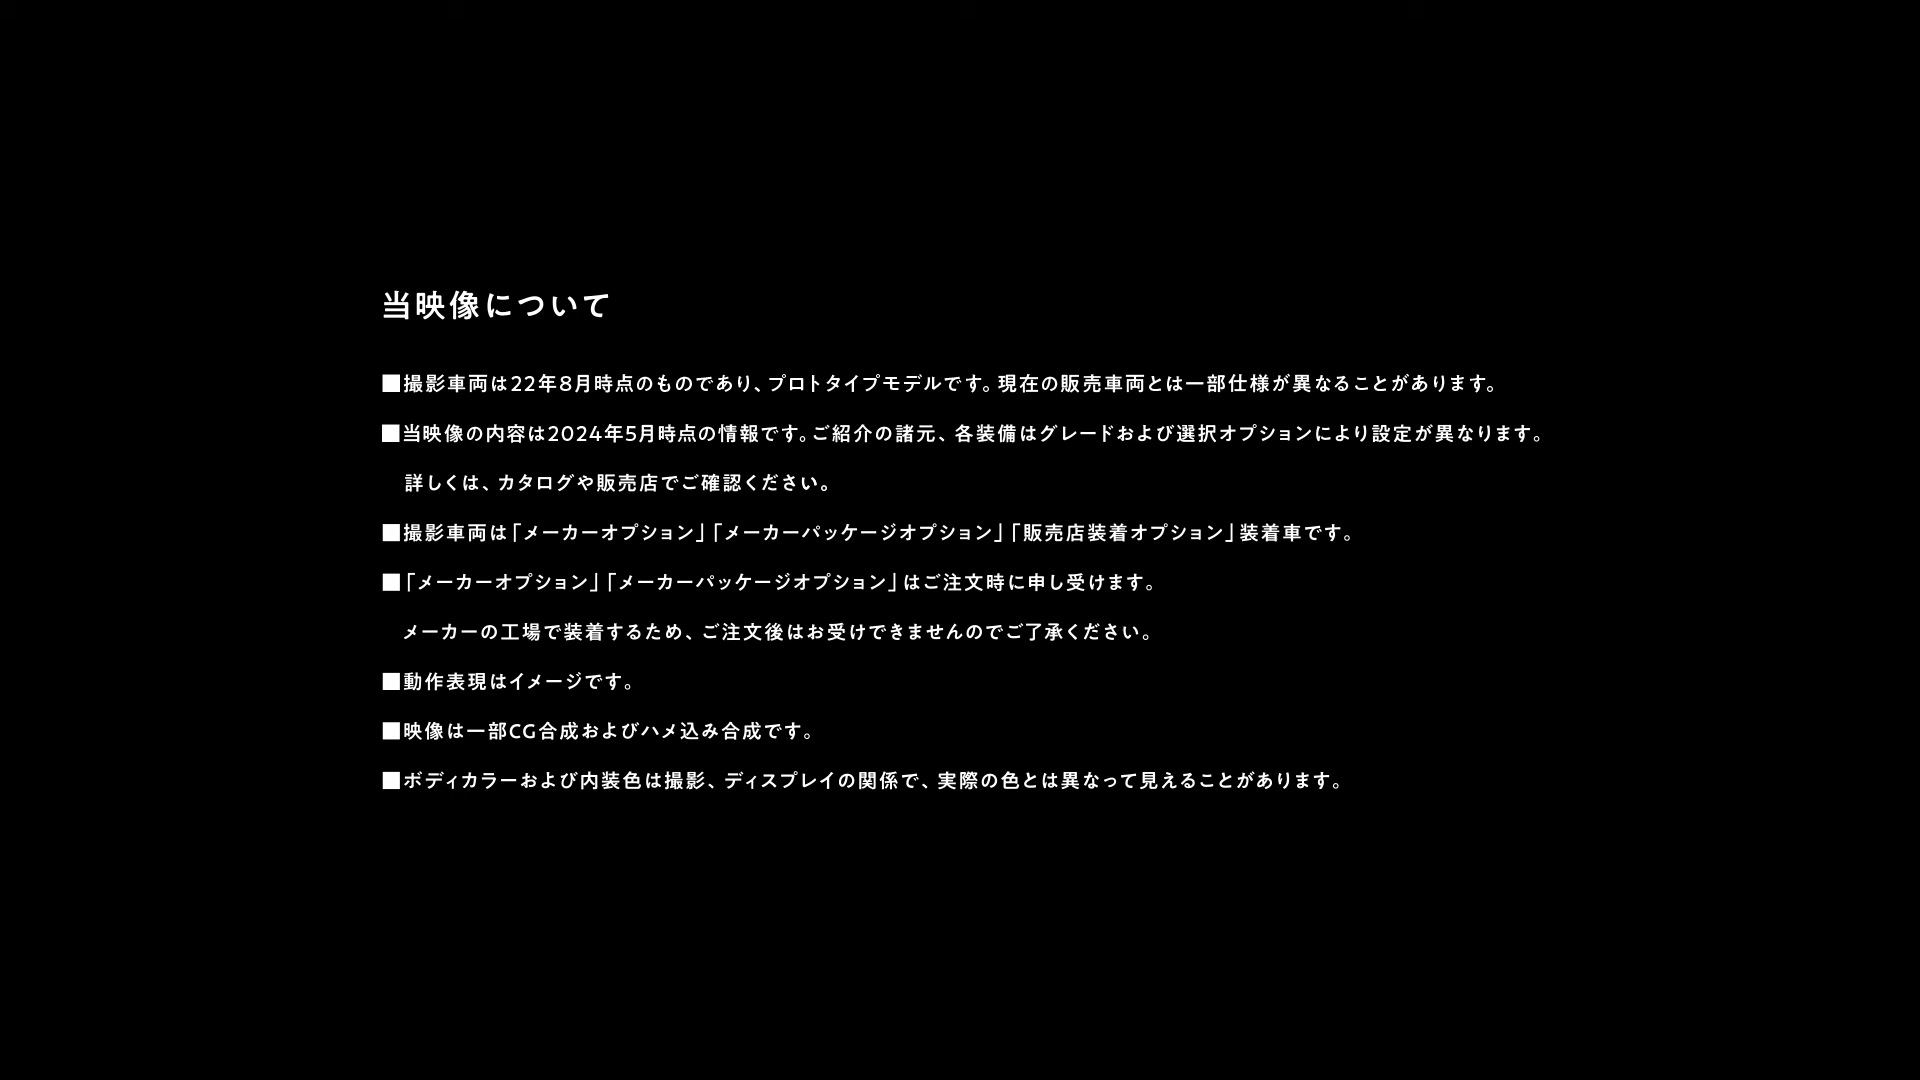 当映像について
■撮影車両は22年8月時点のものであり、プロトタイプモデルです。現在の販売車両とは一部仕様が異なることがあります。
■当映像の内容は2024年5月時点の情報です。ご紹介の諸元、各装備はグレードおよび選択オプションにより設定が異なります。
詳しくは、カタログや販売店でご確認ください。
■撮影車両は「メーカーオプション」「メーカーパッケージオプション」「販売店装着オプション」装着車です。
■「メーカーオプション」「メーカーパッケージオプション」はご注文時に申し受けます。
メーカーの工場で装着するため、ご注文後はお受けできませんのでご了承ください。
■動作表現はイメージです。
■映像は一部CG合成およびハメ込み合成です。
■ボディカラーおよび内装色は撮影、ディスプレイの関係で、実際の色とは異なって見えることがあります。